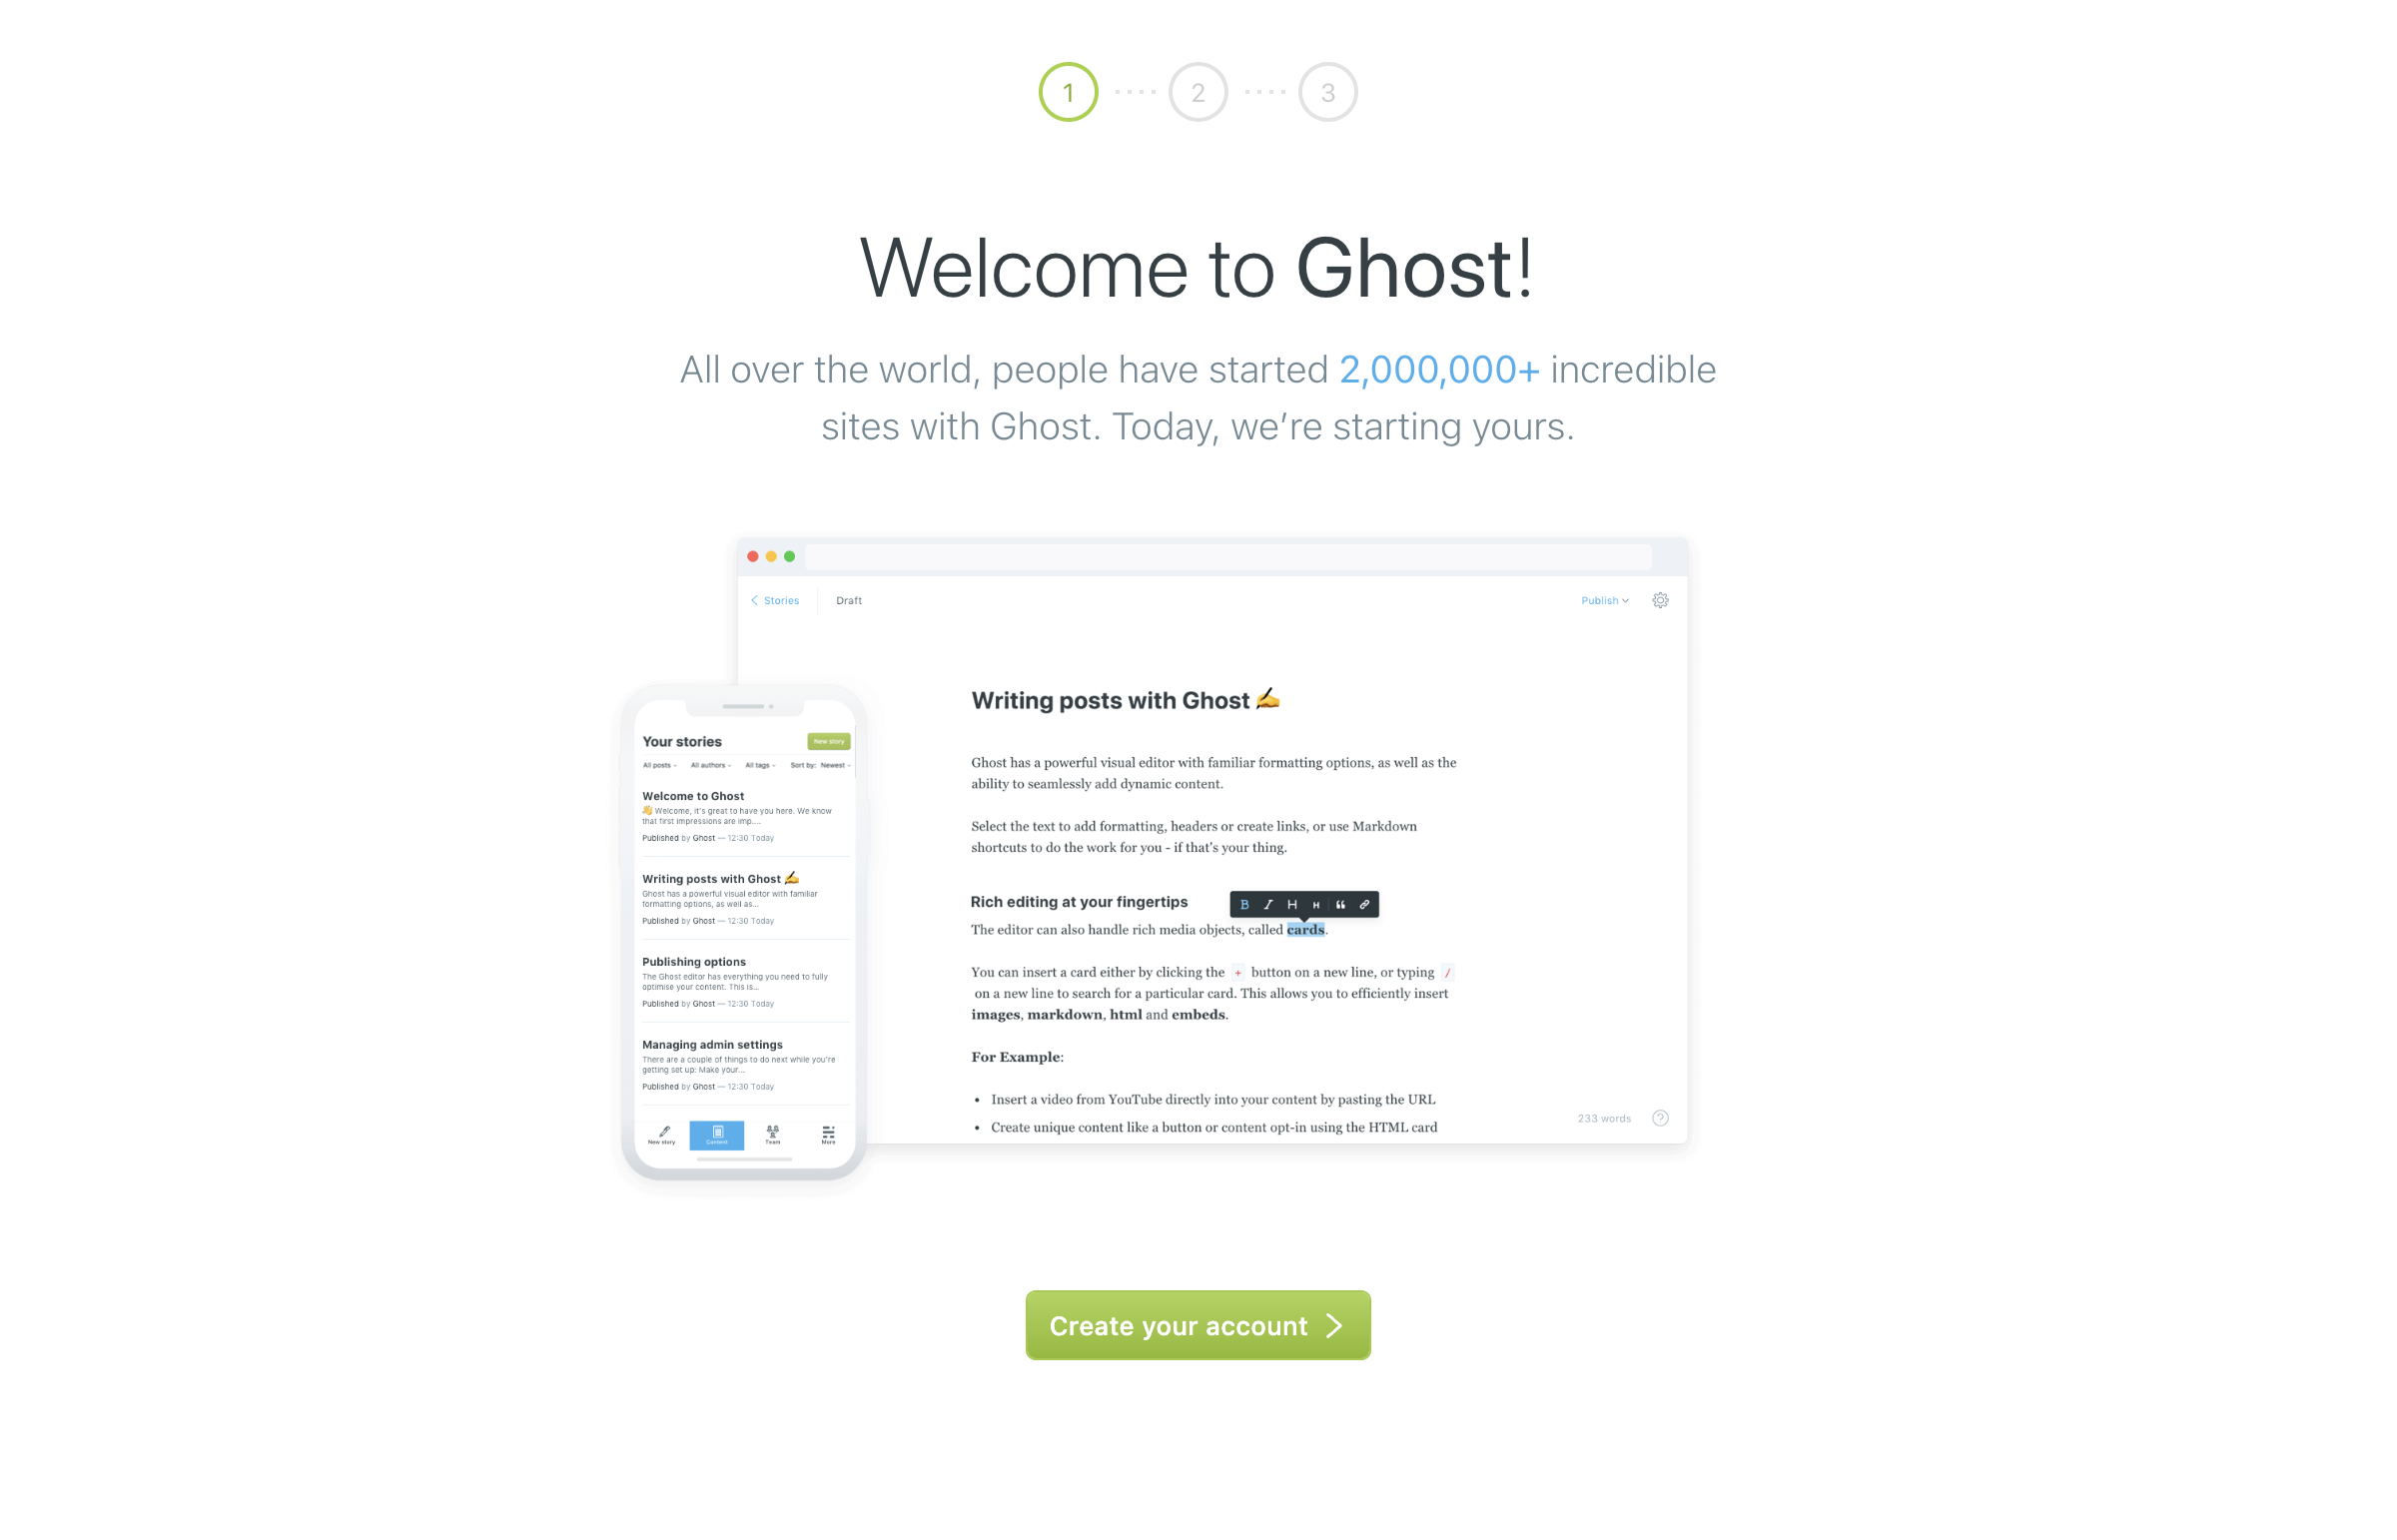 1
2
3
Welcome to Ghost!
All over the world, people have started 2,000,000+ incredible
sites with Ghost. Today, we’re starting yours.
Stories
Draft
Publish
Writing posts with Ghost ✍️
Ghost has a powerful visual editor with familiar formatting options, as well as the
ability to seamlessly add dynamic content.
Select the text to add formatting, headers or create links, or use Markdown
shortcuts to do the work for you - if that’s your thing.
Rich editing at your fingertips
B I H H
The editor can also handle rich media objects, called cards.
You can insert a card either by clicking the + button on a new line, or typing /
on a new line to search for a particular card. This allows you to efficiently insert
images, markdown, html and embeds.
For Example:
• Insert a video from YouTube directly into your content by pasting the URL
• Create unique content like a button or content opt-in using the HTML card
233 words
Your stories
New story
All posts All authors All tags Sort by: Newest
Welcome to Ghost
👋 Welcome, it's great to have you here. We know
that first impressions are imp....
Published by Ghost — 12:30 Today
Writing posts with Ghost ✍️
Ghost has a powerful visual editor with familiar
formatting options, as well as...
Published by Ghost — 12:30 Today
Publishing options
The Ghost editor has everything you need to fully
optimise your content. This is...
Published by Ghost — 12:30 Today
Managing admin settings
There are a couple of things to do next while you're
getting set up: Make your...
Published by Ghost — 12:30 Today
New story Content Team More
Create your account